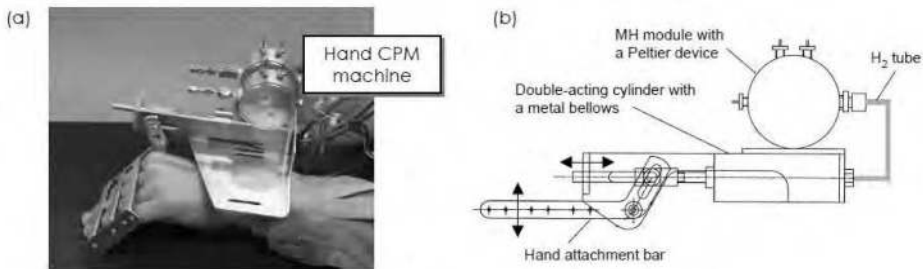 (a)
Hand CPM
machine
(b)
MH module with
a Peltier device
H₂ tube
Double-acting cylinder with
a metal bellows
Hand attachment bar